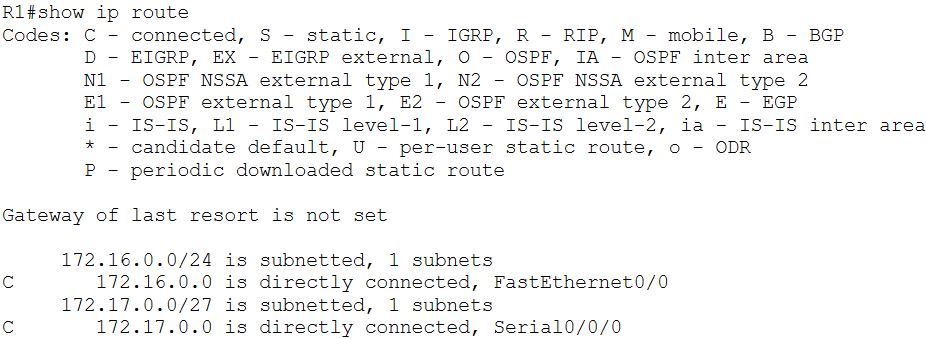 R1#show ip route
Codes: C - connected, S - static, I - IGRP, R - RIP, M - mobile, B - BGP
       D - EIGRP, EX - EIGRP external, O - OSPF, IA - OSPF inter area
       N1 - OSPF NSSA external type 1, N2 - OSPF NSSA external type 2
       E1 - OSPF external type 1, E2 - OSPF external type 2, E - EGP
       i - IS-IS, L1 - IS-IS level-1, L2 - IS-IS level-2, ia - IS-IS inter area
       * - candidate default, U - per-user static route, o - ODR
       P - periodic downloaded static route

Gateway of last resort is not set

     172.16.0.0/24 is subnetted, 1 subnets
C       172.16.0.0 is directly connected, FastEthernet0/0
     172.17.0.0/27 is subnetted, 1 subnets
C       172.17.0.0 is directly connected, Serial0/0/0